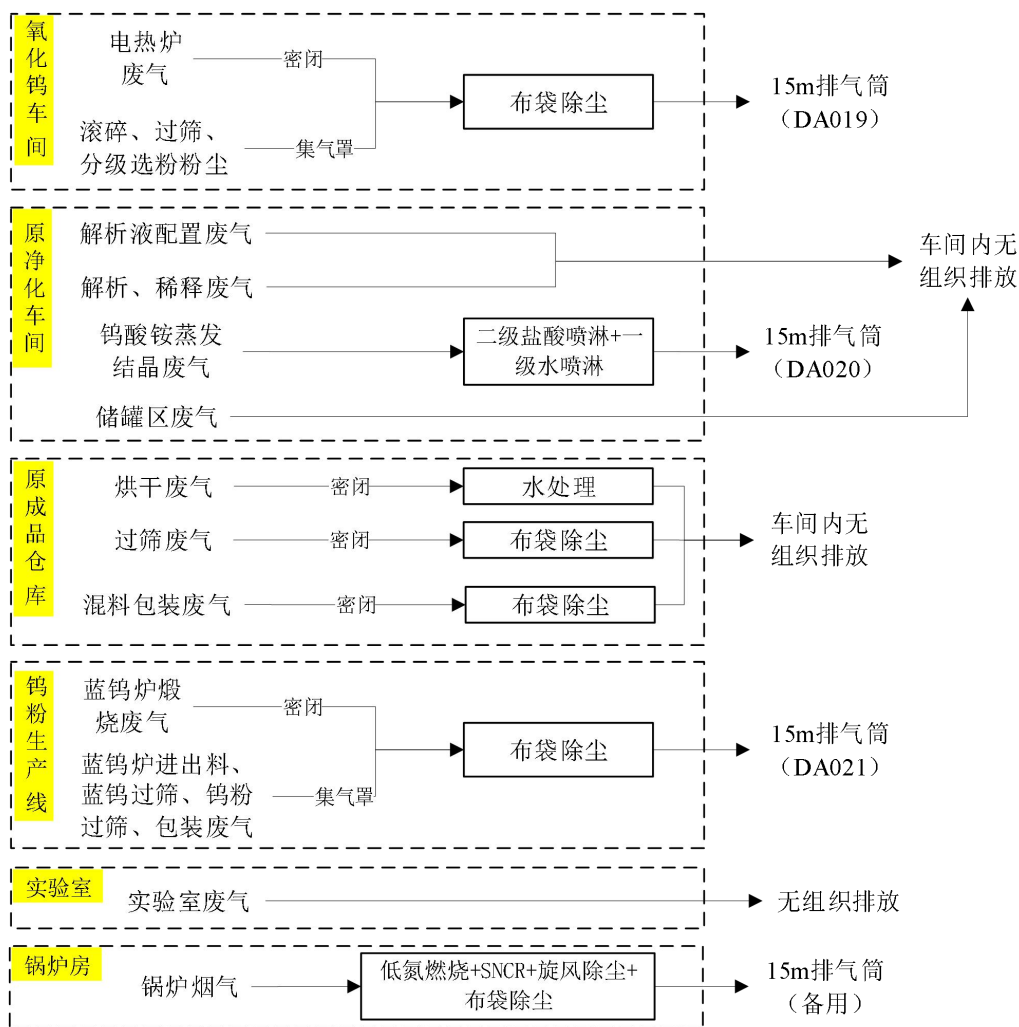 氧化钨车间
电热炉
废气
密闭
滚碎、过筛、
分级选粉粉尘
集气罩
布袋除尘
15m排气筒
（DA019）
原净化车间
解析液配置废气
解析、稀释废气
车间内无
组织排放
钨酸铵蒸发
结晶废气
二级盐酸喷淋+一
级水喷淋
15m排气筒
（DA020）
储罐区废气
原成品仓库
烘干废气
密闭
水处理
过筛废气
密闭
布袋除尘
混料包装废气
密闭
布袋除尘
车间内无
组织排放
钨粉生产线
蓝钨炉煅
烧废气
密闭
蓝钨炉进出料、
蓝钨过筛、钨粉
过筛、包装废气
集气罩
布袋除尘
15m排气筒
（DA021）
实验室
实验室废气
无组织排放
锅炉房
锅炉烟气
低氮燃烧+SNCR+旋风除尘+
布袋除尘
15m排气筒
（备用）